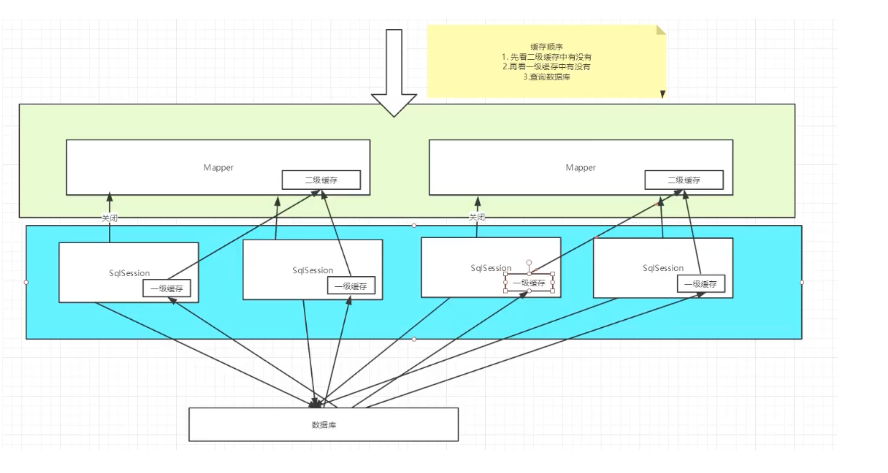 缓存顺序
1. 先看二级缓存中有没有
2.再看一级缓存中有没有
3.查询数据库
Mapper
二级缓存
Mapper
二级缓存
关闭
关闭
SqlSession
一级缓存
SqlSession
一级缓存
SqlSession
一级缓存
SqlSession
一级缓存
数据库